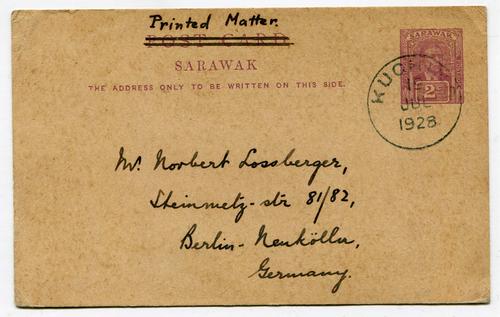 Printed Matter.
POST CARD
SARAWAK
THE ADDRESS ONLY TO BE WRITTEN ON THIS SIDE.
SARAWAK
2
JUL
1928
Mr. Norbert Lossberger,
Steinmetz-str 81/82,
Berlin-Neukölln,
Germany.